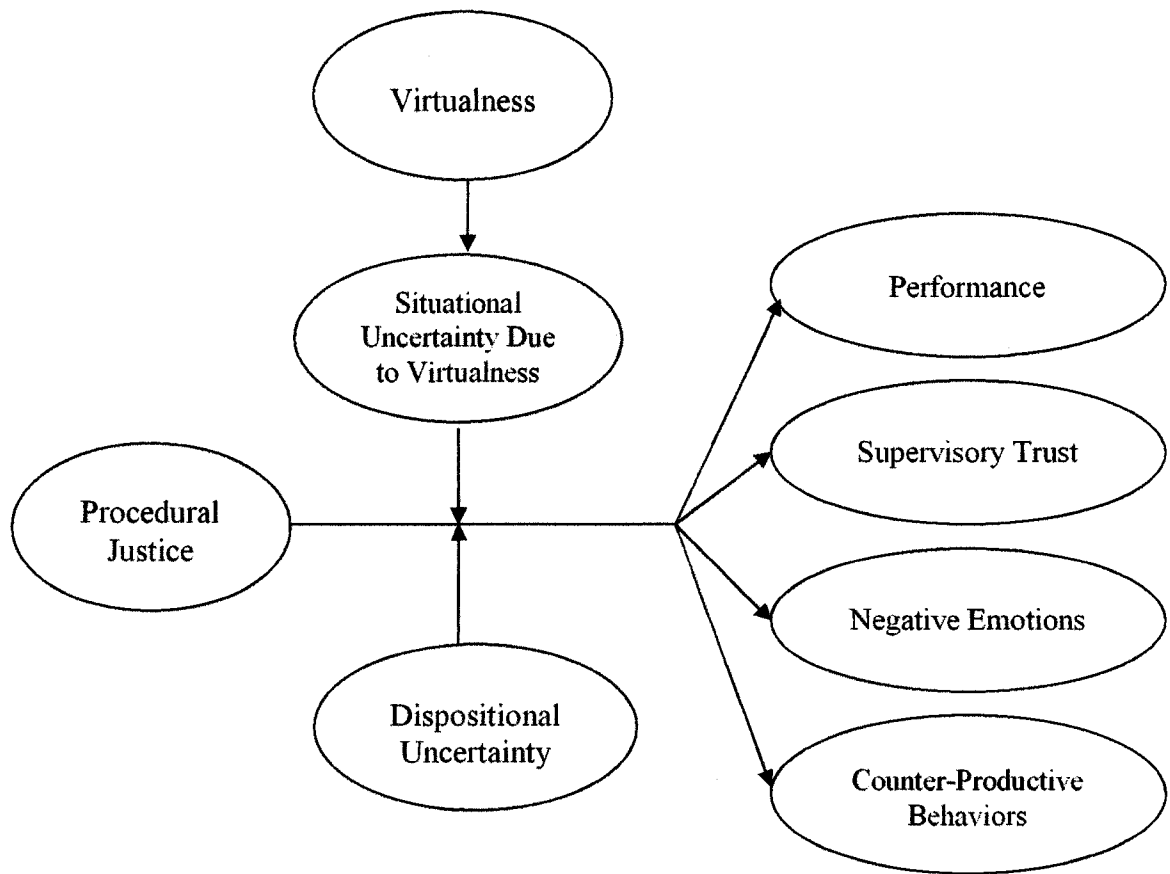 Virtualness
Situational
Uncertainty Due
to Virtualness
Procedural
Justice
Dispositional
Uncertainty
Performance
Supervisory Trust
Negative Emotions
Counter-Productive
Behaviors